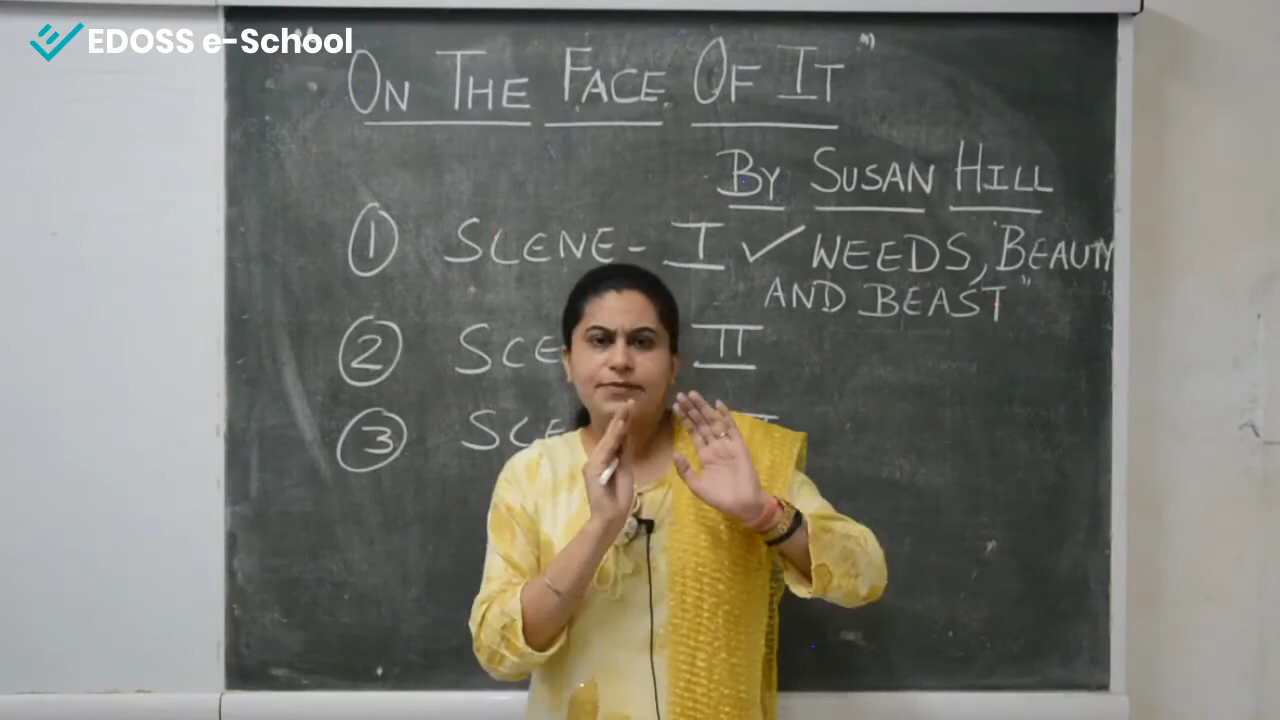 EDOSS e-School
"ON THE FACE OF IT"
BY SUSAN HILL
1 SCENE - I ✓ WEEDS, "BEAUTY
AND BEAST"
2 SCE II
3 SCE